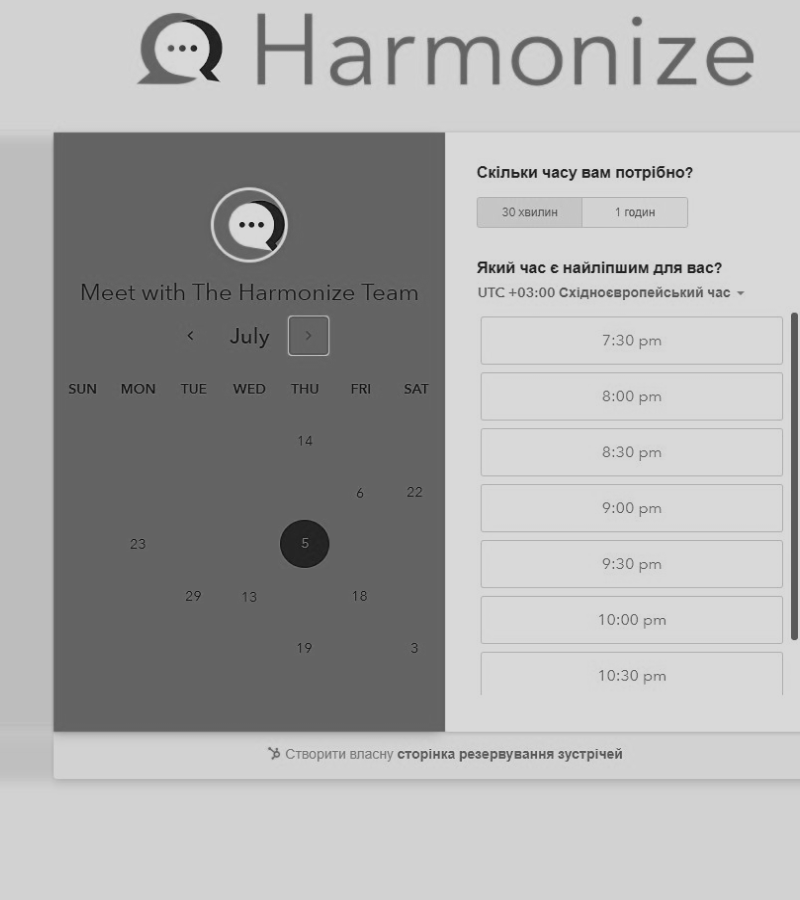 Harmonize
Meet with The Harmonize Team
July
SUN MON TUE WED THU FRI SAT
14
6 22
23 5
29 13 18
19 3
Скільки часу вам потрібно?
30 хвилин 1 годин
Який час є найліпшим для вас?
UTC +03:00 Східноєвропейський час
7:30 pm
8:00 pm
8:30 pm
9:00 pm
9:30 pm
10:00 pm
10:30 pm
Створити власну сторінка резервування зустрічей